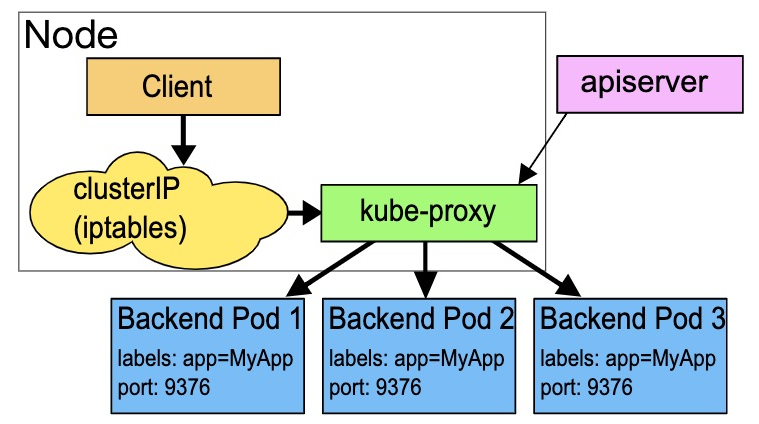 Node
Client
apiserver
clusterIP
(iptables)
kube-proxy
Backend Pod 1
labels: app=MyApp
port: 9376
Backend Pod 2
labels: app=MyApp
port: 9376
Backend Pod 3
labels: app=MyApp
port: 9376